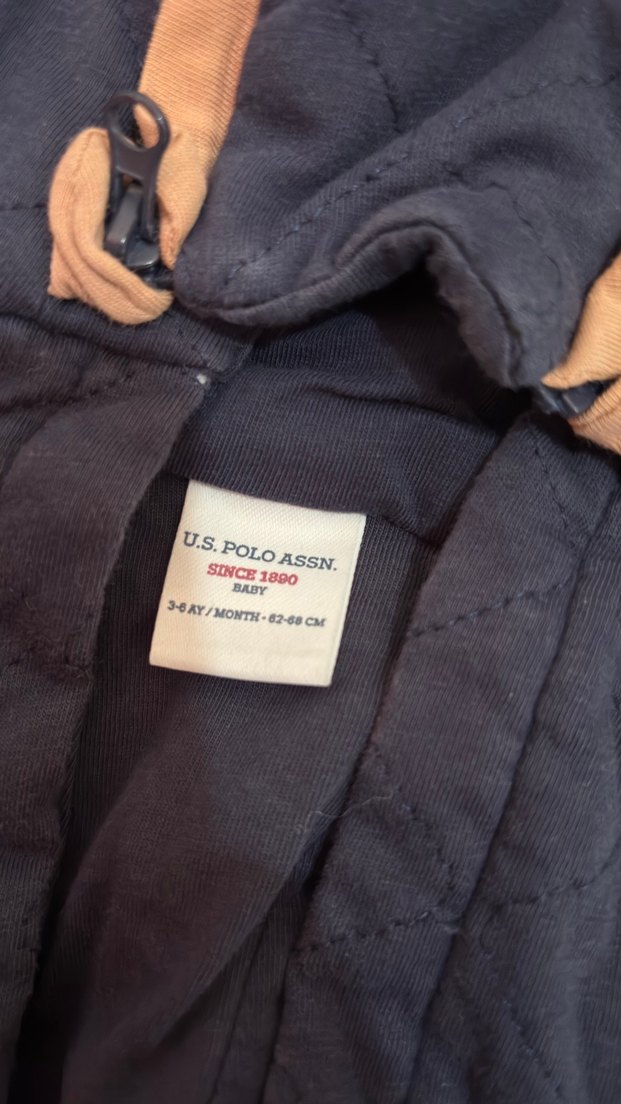 U.S. POLO ASSN.
SINCE 1890
BABY
3-6 AY / MONTH - 62-68 CM